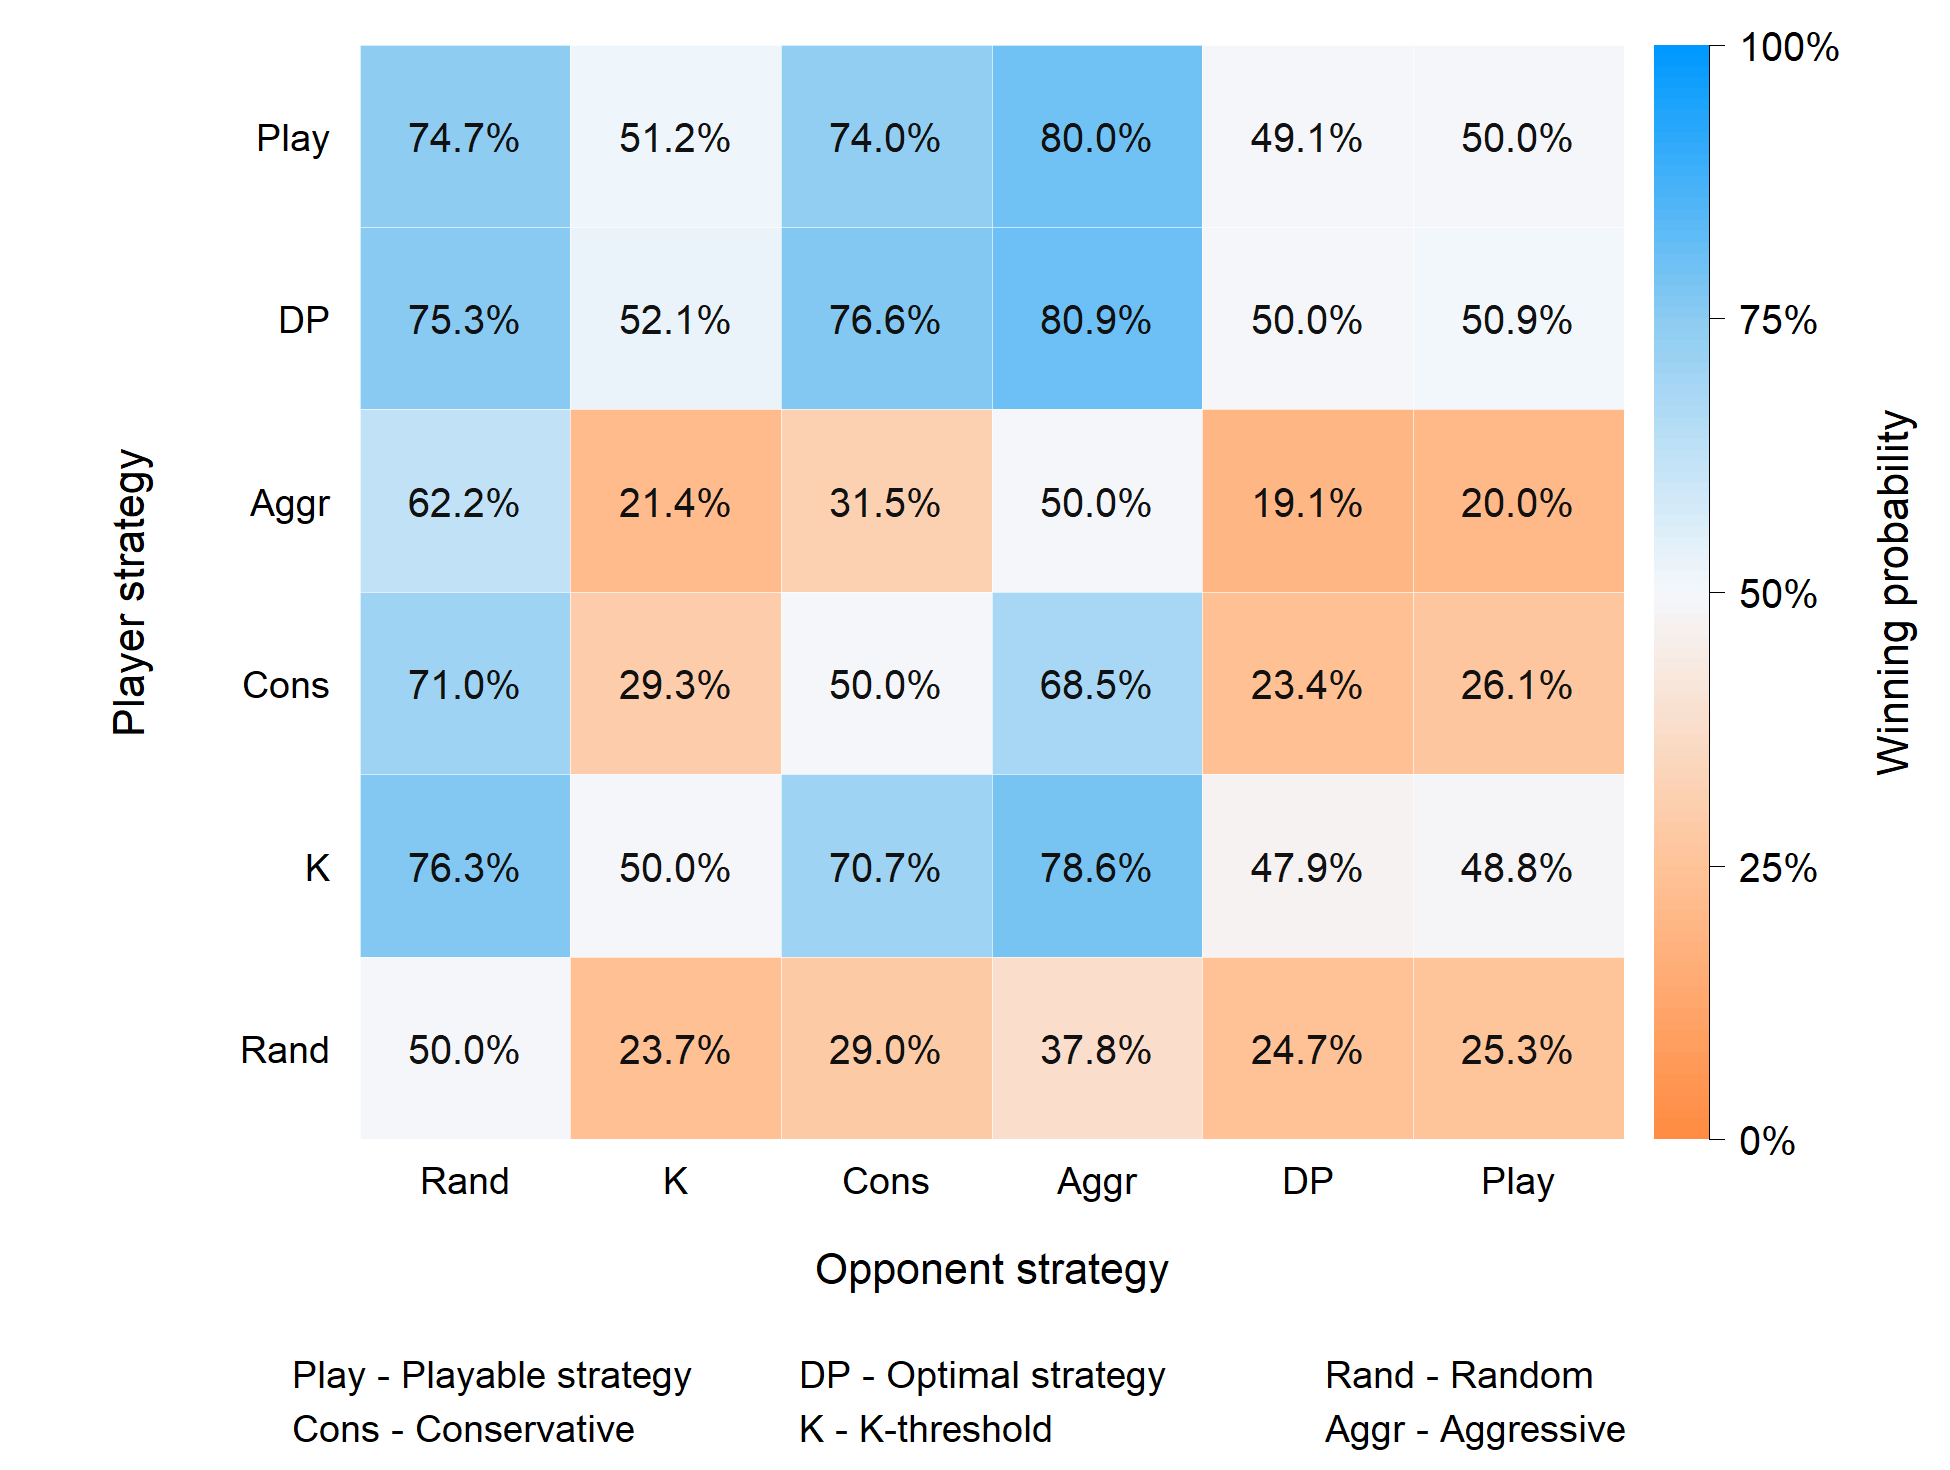 100%
Play 74.7% 51.2% 74.0% 80.0% 49.1% 50.0%
DP 75.3% 52.1% 76.6% 80.9% 50.0% 50.9%
75%
Aggr 62.2% 21.4% 31.5% 50.0% 19.1% 20.0%
Player strategy
Winning probability
50%
Cons 71.0% 29.3% 50.0% 68.5% 23.4% 26.1%
K 76.3% 50.0% 70.7% 78.6% 47.9% 48.8%
25%
Rand 50.0% 23.7% 29.0% 37.8% 24.7% 25.3%
0%
Rand K Cons Aggr DP Play
Opponent strategy
Play - Playable strategy DP - Optimal strategy Rand - Random
Cons - Conservative K - K-threshold Aggr - Aggressive